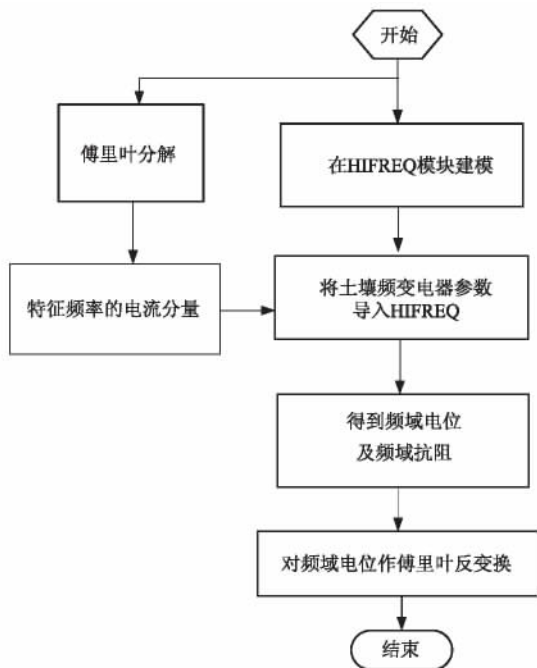 开始
傅里叶分解
在HIFREQ模块建模
特征频率的电流分量
将土壤频变电器参数
导入HIFREQ
得到频域电位
及频域抗阻
对频域电位作傅里叶反变换
结束